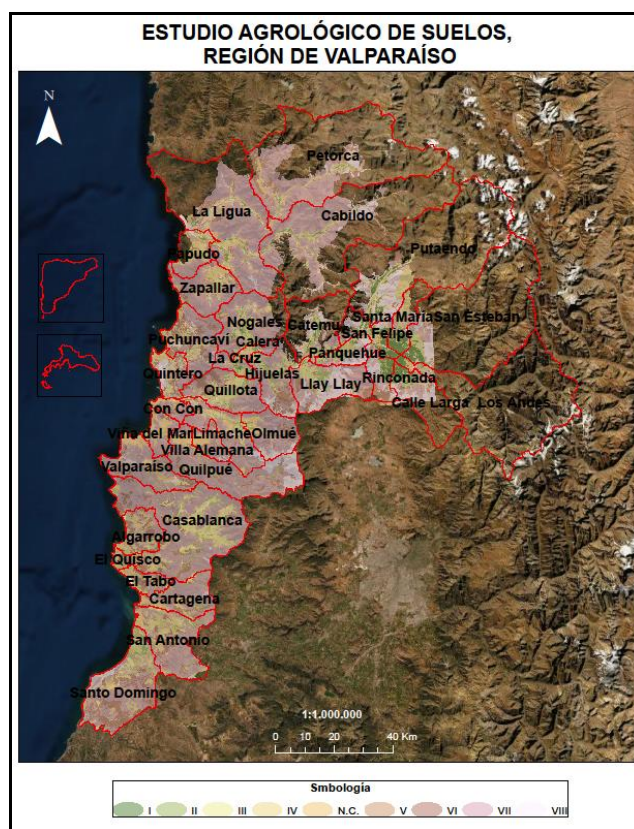 ESTUDIO AGROLÓGICO DE SUELOS,
REGIÓN DE VALPARAÍSO
N
Petorca
La Ligua
Cabildo
Putaendo
Papudo
Zapallar
Nogales
Catemu
Santa María
San Esteban
San Felipe
Puchuncaví
Calera
Panquehue
La Cruz
Quintero
Hijuelas
Llay Llay
Rinconada
Quillota
Calle Larga
Los Andes
Con Con
Viña del Mar
Limache
Olmué
Villa Alemana
Valparaíso
Quilpué
Casablanca
Algarrobo
El Quisco
El Tabo
Cartagena
San Antonio
Santo Domingo
1:1.000.000
0 10 20 40 Km
Smbología
I II III IV N.C. V VI VII VIII